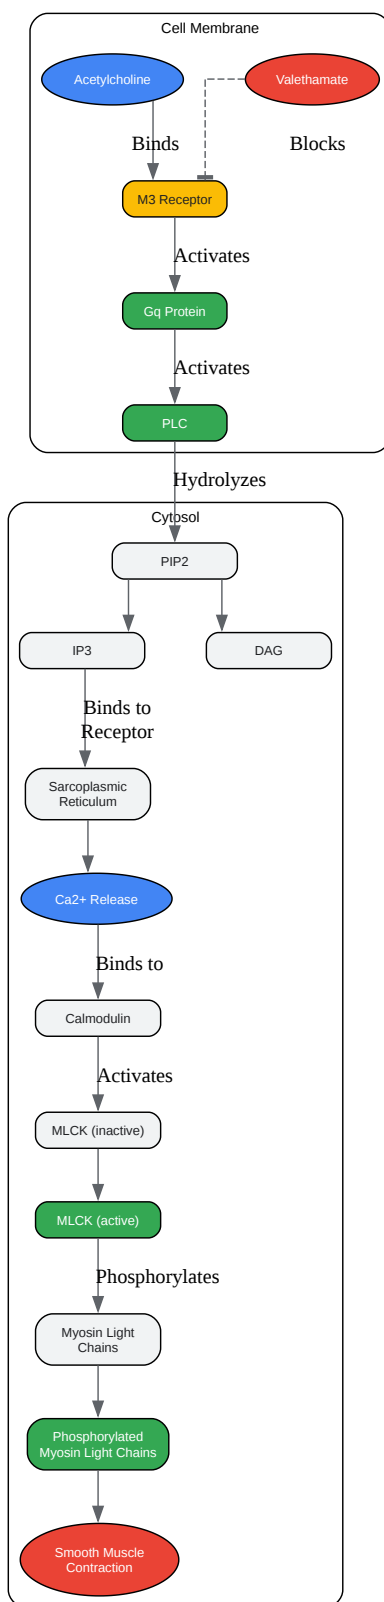 Cell Membrane
Acetylcholine
Valethamate
Binds
Blocks
M3 Receptor
Activates
Gq Protein
Activates
PLC
Hydrolyzes
Cytosol
PIP2
IP3
DAG
Binds to
Receptor
Sarcoplasmic
Reticulum
Ca2+ Release
Binds to
Calmodulin
Activates
MLCK (inactive)
MLCK (active)
Phosphorylates
Myosin Light
Chains
Phosphorylated
Myosin Light Chains
Smooth Muscle
Contraction